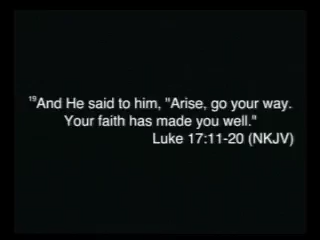 19And He said to him, "Arise, go your way.
Your faith has made you well."
Luke 17:11-20 (NKJV)